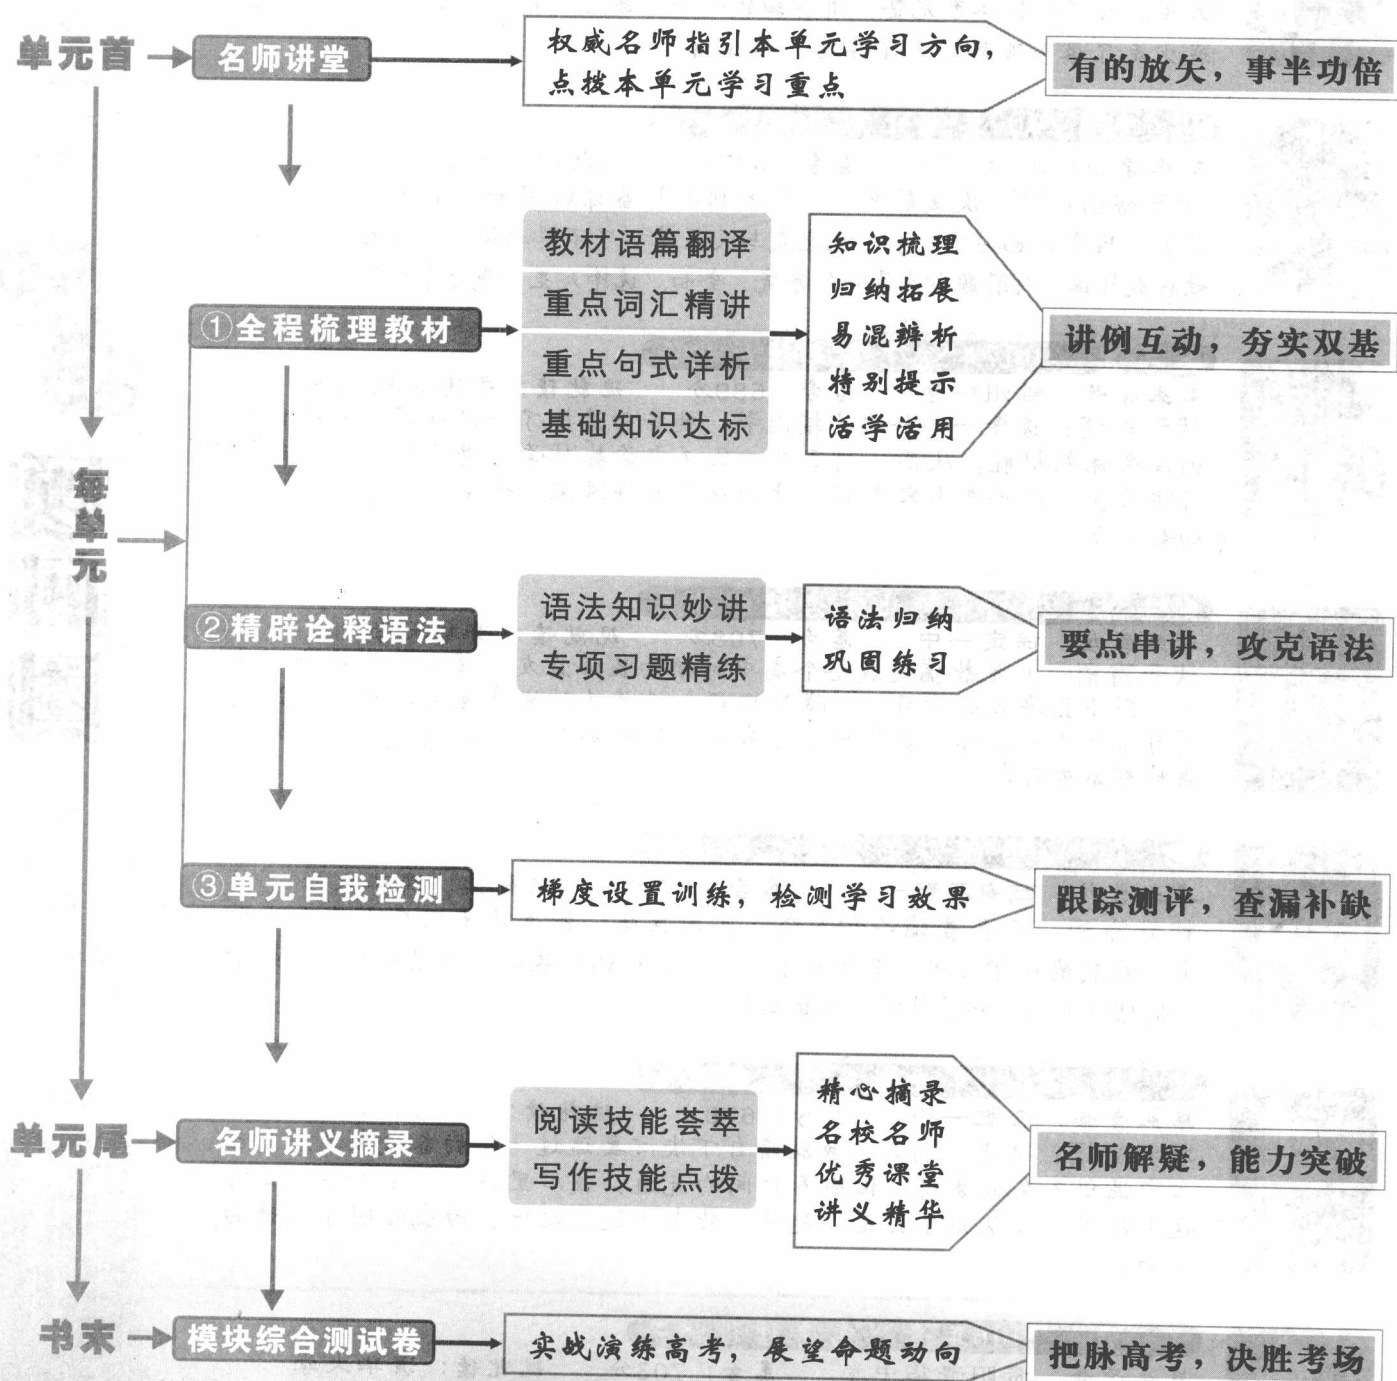 单元首
名师讲堂
权威名师指引本单元学习方向,
点拨本单元学习重点
有的放矢，事半功倍
每单元
①全程梳理教材
教材语篇翻译
重点词汇精讲
重点句式详析
基础知识达标
知识梳理
归纳拓展
易混辨析
特别提示
活学活用
讲例互动，夯实双基
②精辟诠释语法
语法知识妙讲
专项习题精练
语法归纳
巩固练习
要点串讲，攻克语法
③单元自我检测
梯度设置训练，检测学习效果
跟踪测评，查漏补缺
单元尾
名师讲义摘录
阅读技能荟萃
写作技能点拨
精心摘录
名校名师
优秀课堂
讲义精华
名师解疑，能力突破
书末
模块综合测试卷
实战演练高考，展望命题动向
把脉高考，决胜考场